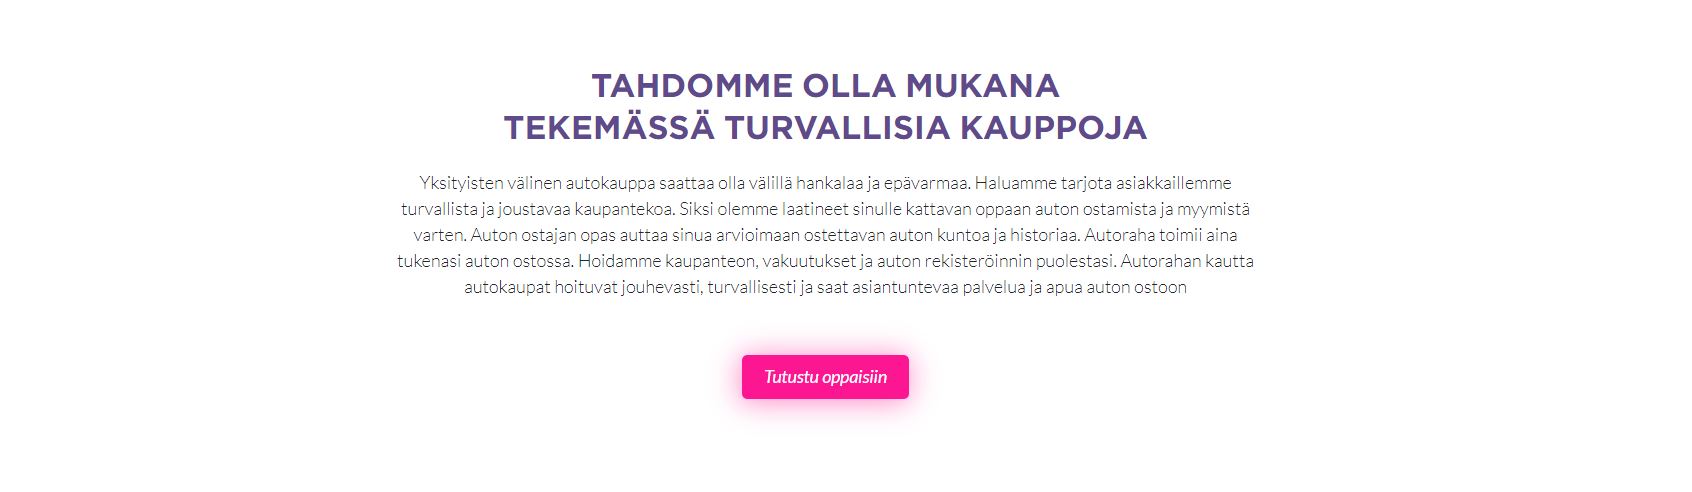 TAHDOMME OLLA MUKANA
TEKEMÄSSÄ TURVALLISIA KAUPPOJA
Yksityisten välinen autokauppa saattaa olla välillä hankalaa ja epävarmaa. Haluamme tarjota asiakkaillemme
turvallista ja joustavaa kaupantekoa. Siksi olemme laatineet sinulle kattavan oppaan auton ostamista ja myymistä
varten. Auton ostajan opas auttaa sinua arvioimaan ostettavan auton kuntoa ja historiaa. Autoraha toimii aina
tukenasi auton ostossa. Hoidamme kaupanteon, vakuutukset ja auton rekisteröinnin puolestasi. Autorahan kautta
autokaupat hoituvat jouhevasti, turvallisesti ja saat asiantuntevaa palvelua ja apua auton ostoon
Tutustu oppaisiin